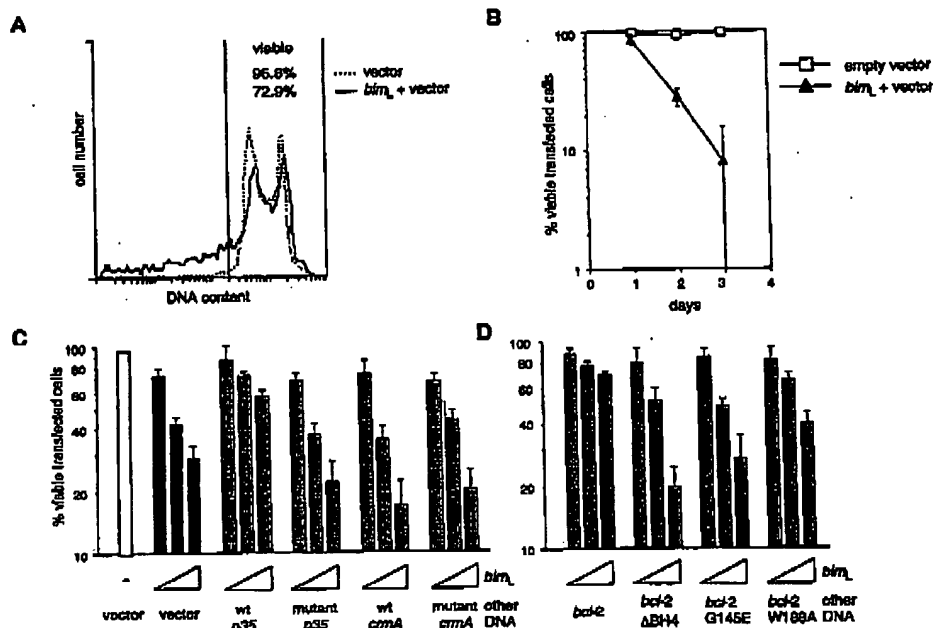 A
viable
96.8% vector
72.9% bimL + vector
cell number
DNA content
B
% viable transfected cells
100
10
1
0 1 2 3 4
days
empty vector
bimL + vector
C
% viable transfected cells
100
80
60
40
20
10
bimL
vector vector wt p35 mutant p35 wt crmA mutant crmA other DNA
-
D
100
80
60
40
20
10
bimL
bcl-2 bcl-2 ΔBH4 bcl-2 G145E bcl-2 W188A other DNA